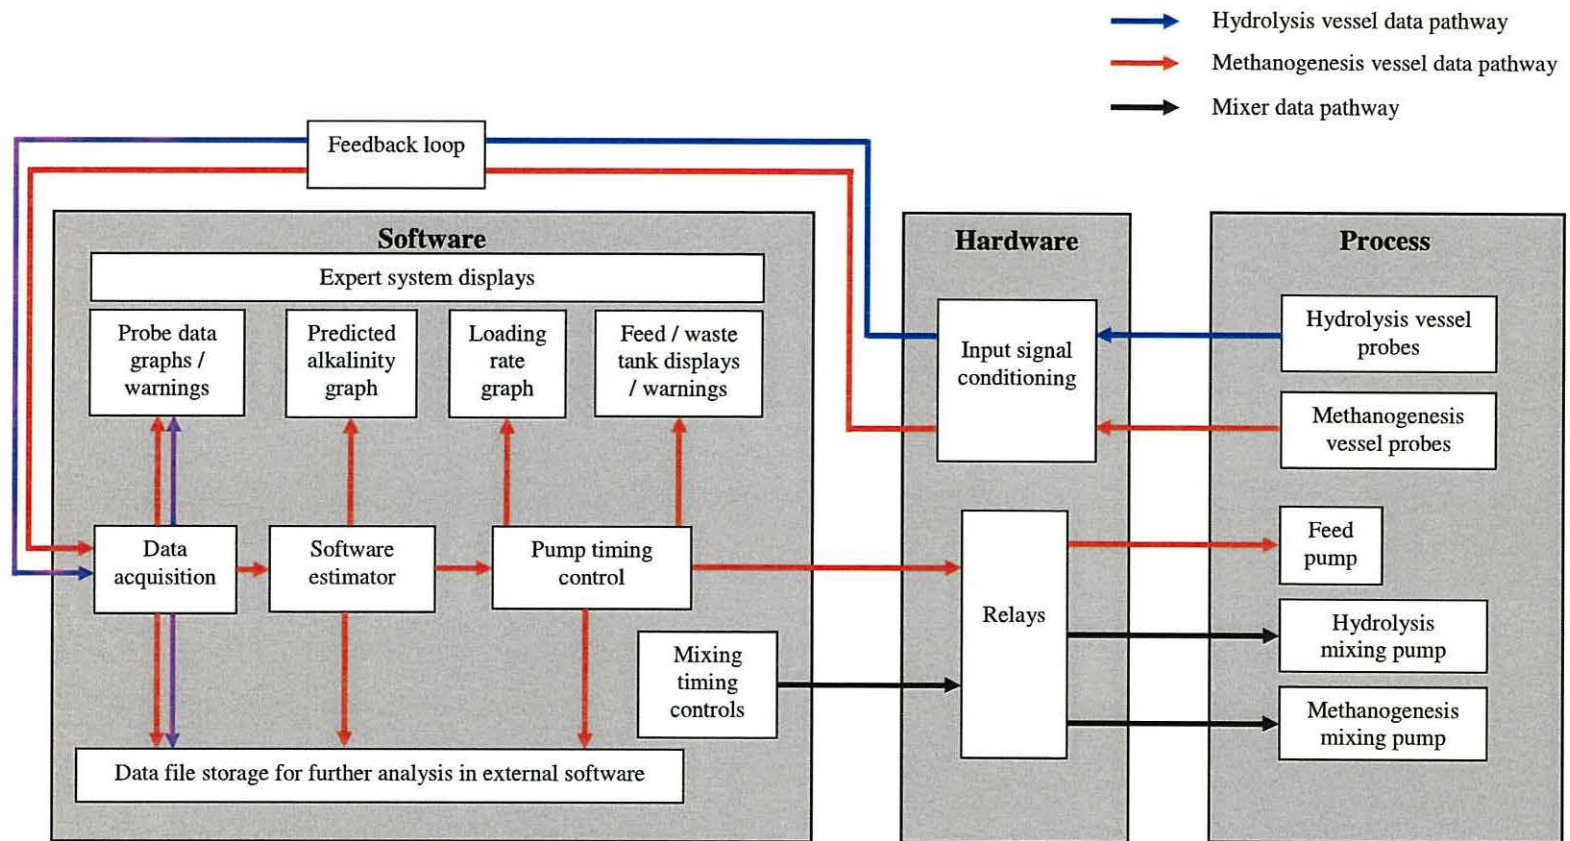 Hydrolysis vessel data pathway
Methanogenesis vessel data pathway
Mixer data pathway
Feedback loop
Software
Hardware
Process
Expert system displays
Probe data
graphs /
warnings
Predicted
alkalinity
graph
Loading
rate
graph
Feed / waste
tank displays
/ warnings
Input signal
conditioning
Hydrolysis vessel
probes
Methanogenesis
vessel probes
Data
acquisition
Software
estimator
Pump timing
control
Mixing
timing
controls
Relays
Feed
pump
Hydrolysis
mixing pump
Methanogenesis
mixing pump
Data file storage for further analysis in external software